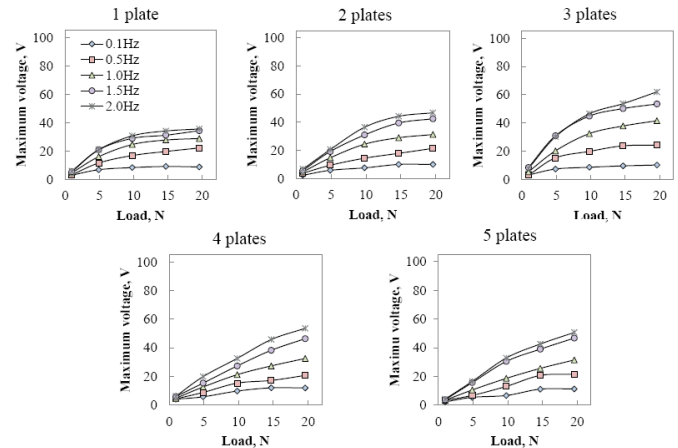 1 plate
2 plates
3 plates
Maximum voltage, V
100
80
60
40
20
0
0.1Hz
0.5Hz
1.0Hz
1.5Hz
2.0Hz
0 5 10 15 20
Load, N
Maximum voltage, V
100
80
60
40
20
0
0 5 10 15 20
Load, N
Maximum voltage, V
100
80
60
40
20
0
0 5 10 15 20
Load, N
4 plates
5 plates
Maximum voltage, V
100
80
60
40
20
0
0 5 10 15 20
Load, N
Maximu voltage, V
100
80
60
40
20
0
0 5 10 15 20
Load, N